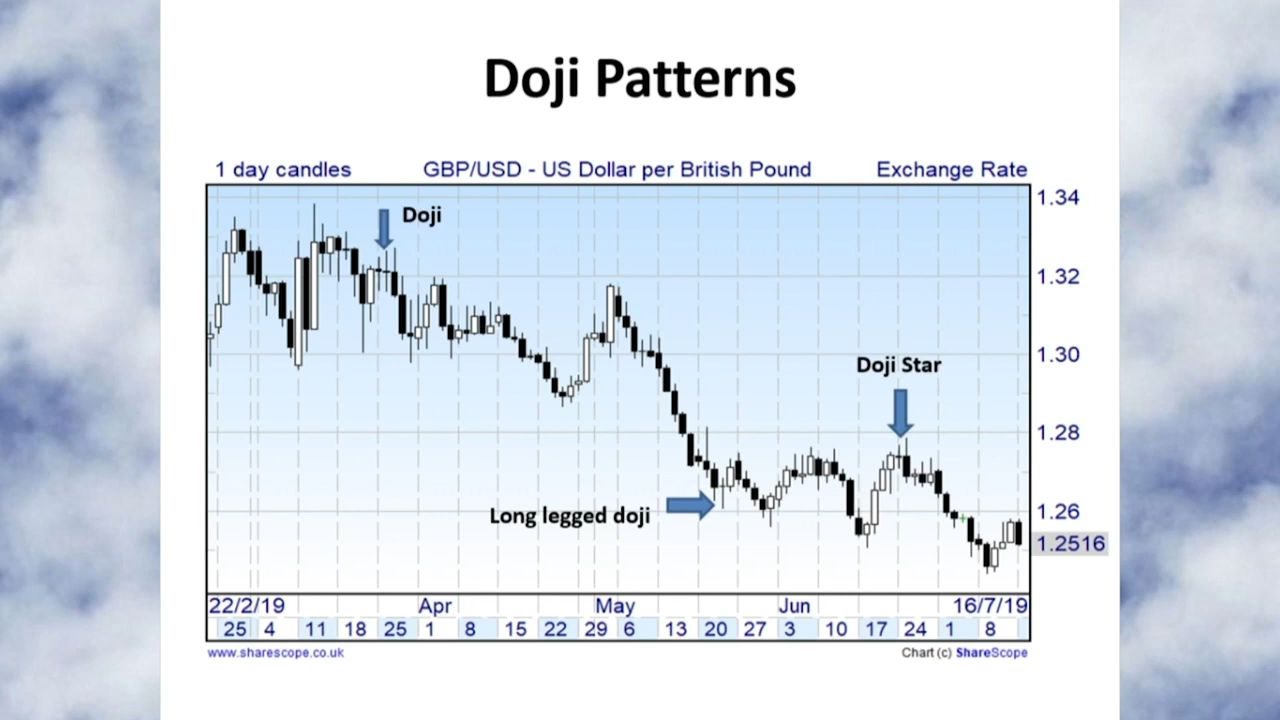 Doji Patterns
1 day candles GBP/USD - US Dollar per British Pound Exchange Rate
1.34
Doji
1.32
1.30
Doji Star
1.28
Long legged doji
1.26
1.2516
22/2/19 Apr May Jun 16/7/19
25 4 11 18 25 1 8 15 22 29 6 13 20 27 3 10 17 24 1 8
www.sharescope.co.uk Chart (c) ShareScope